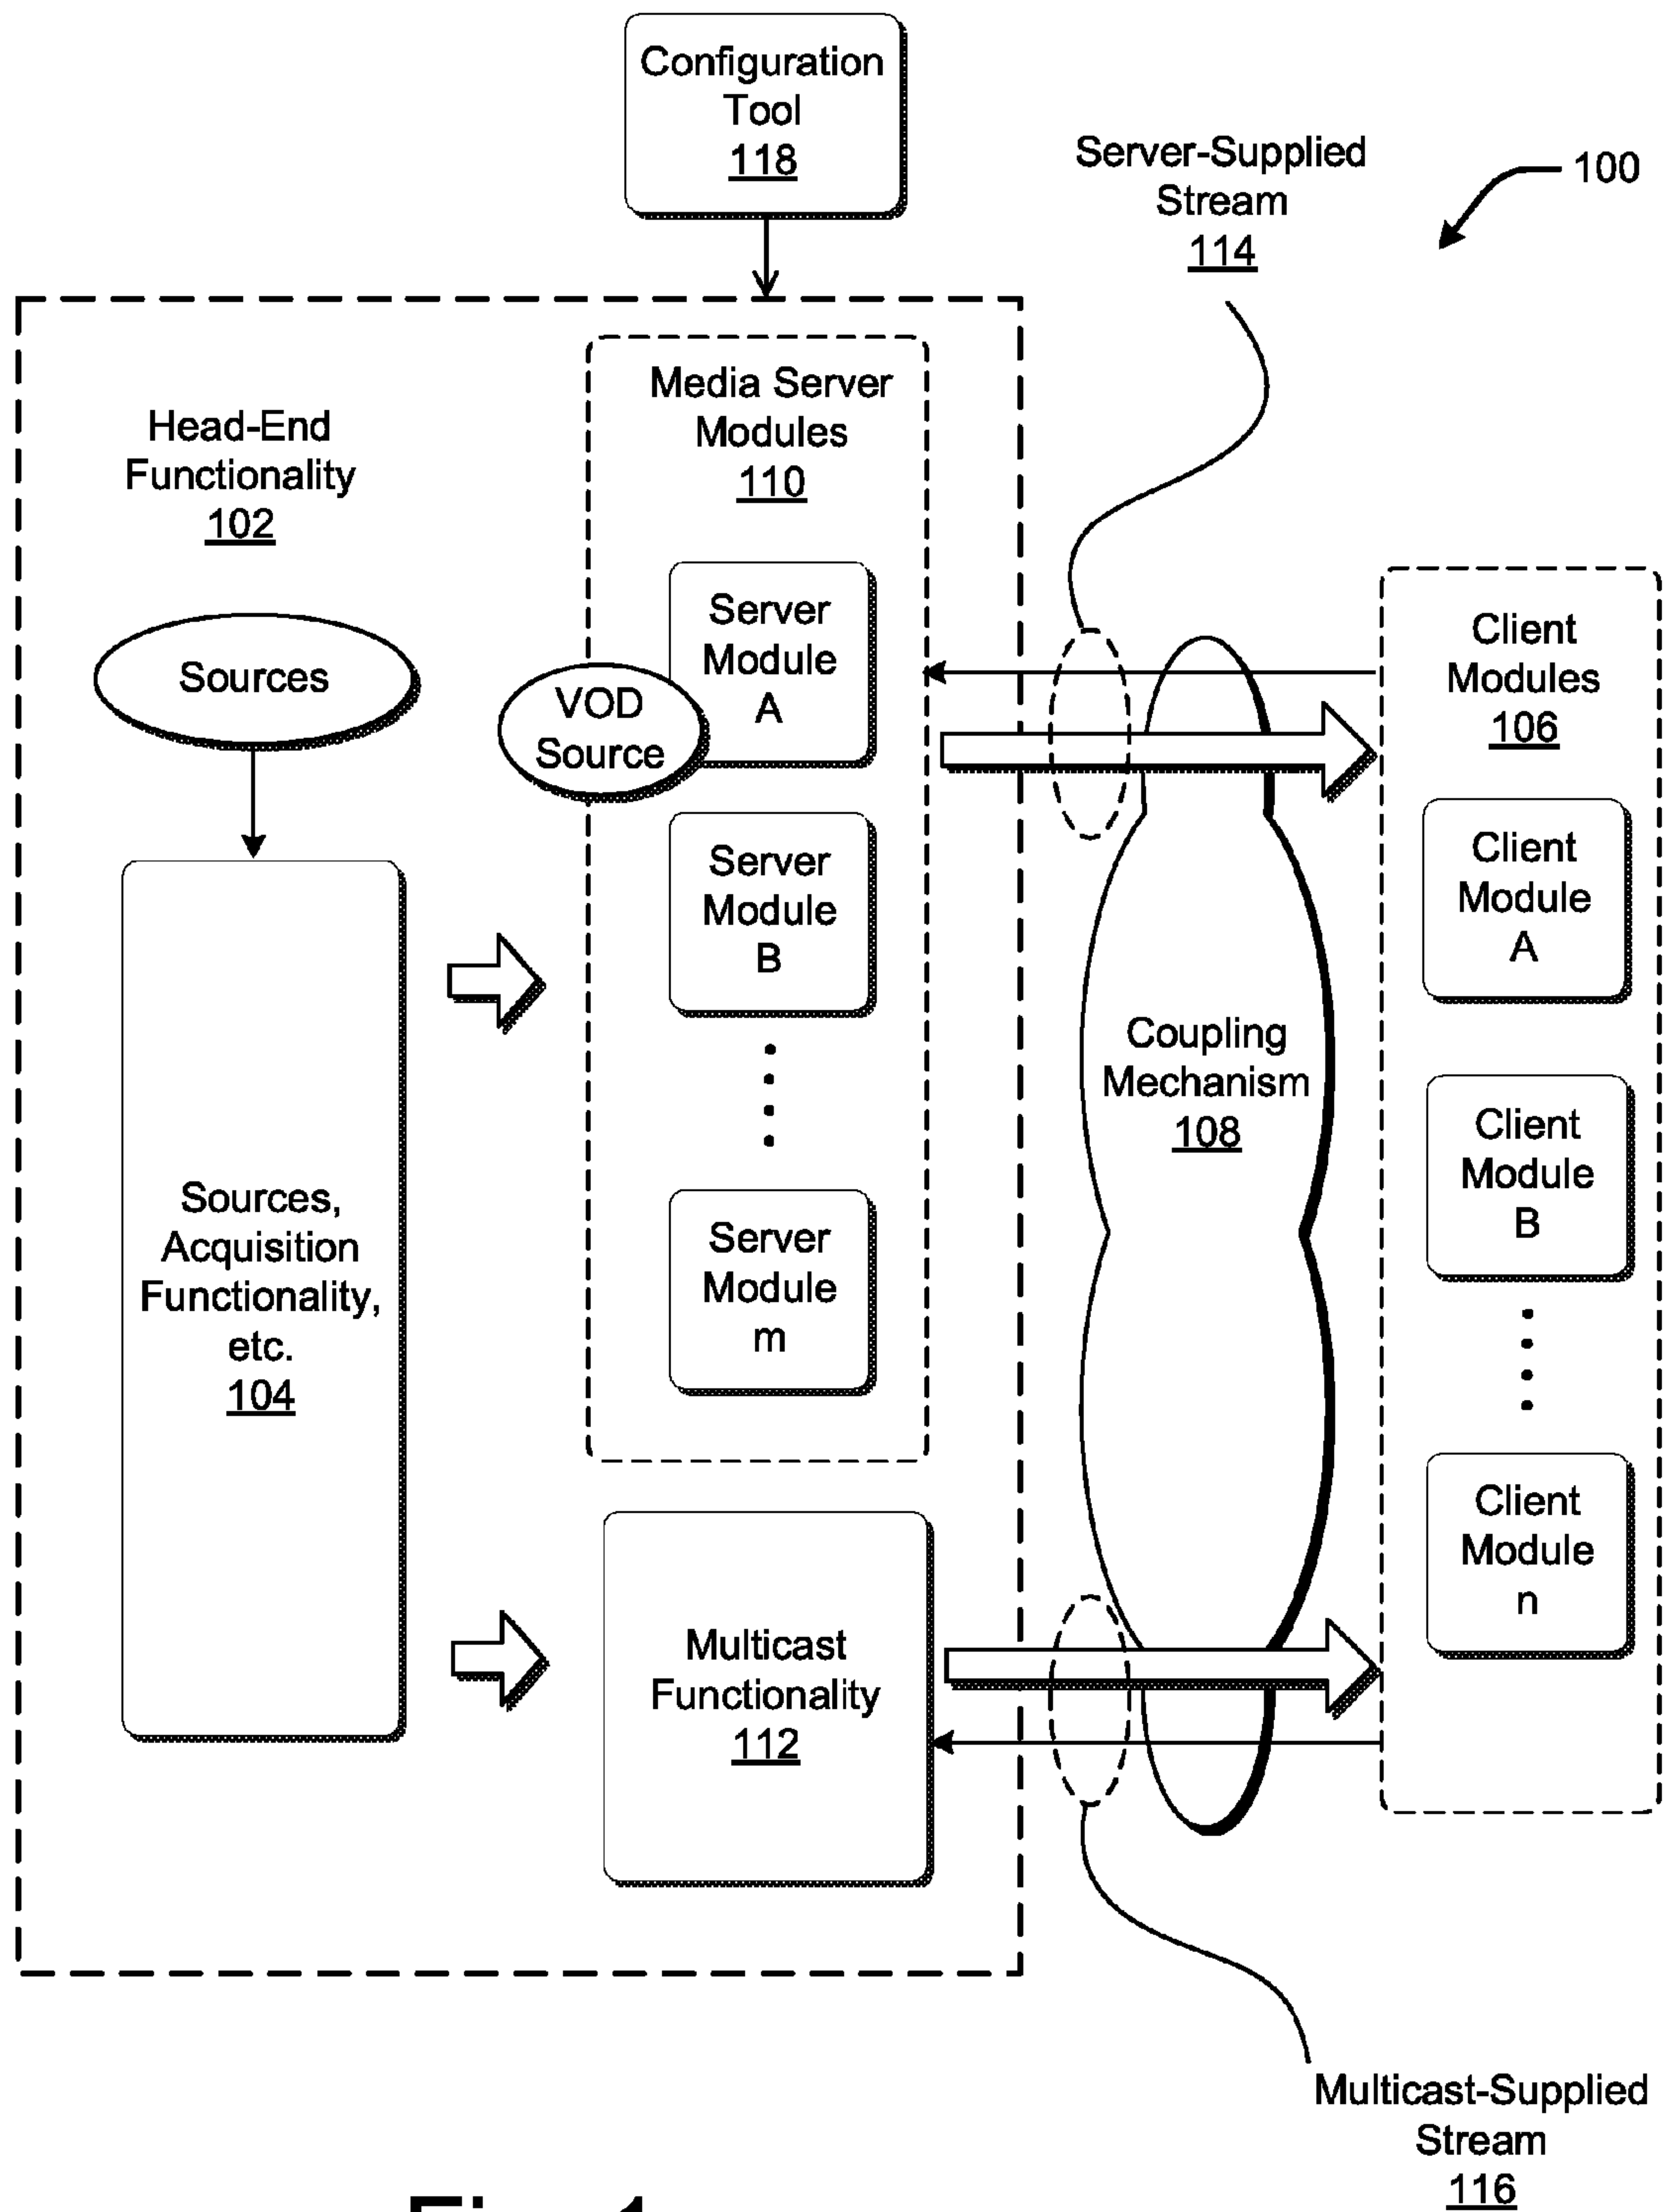 Configuration
Tool
118
Server-Supplied
Stream
114
100
Head-End
Functionality
102
Media Server
Modules
110
Sources
VOD
Source
Server
Module
A
Server
Module
B
Server
Module
m
Sources,
Acquisition
Functionality,
etc.
104
Multicast
Functionality
112
Coupling
Mechanism
108
Client
Modules
106
Client
Module
A
Client
Module
B
Client
Module
n
Multicast-Supplied
Stream
116
Fig. 1